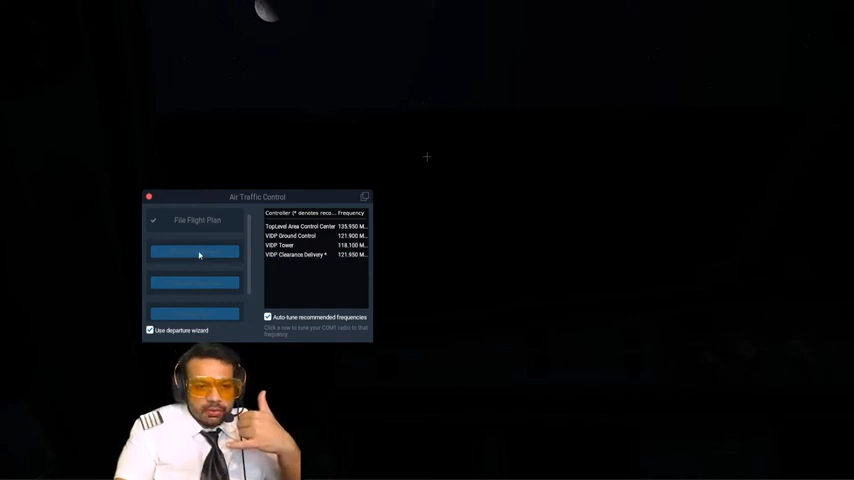 Air Traffic Control
File Flight Plan
Use departure wizard
Controller (* denotes reco... Frequency
TopLevel Area Control Center 135.950 M...
VIDP Ground Control 121.900 M...
VIDP Tower 118.100 M...
VIDP Clearance Delivery * 121.950 M...
Auto-tune recommended frequencies
Click a row to tune your COM1 radio to that
frequency.